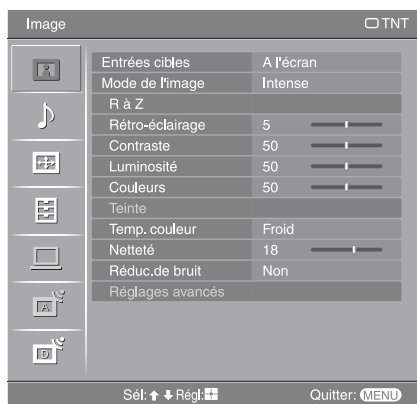 Image TNT
Entrées cibles A l'écran
Mode de l'image Intense
R à Z
Rétro-éclairage 5
Contraste 50
Luminosité 50
Couleurs 50
Teinte
Temp. couleur Froid
Netteté 18
Réduc.de bruit Non
Réglages avancés
A
D
Sél: Régl: Quitter: MENU